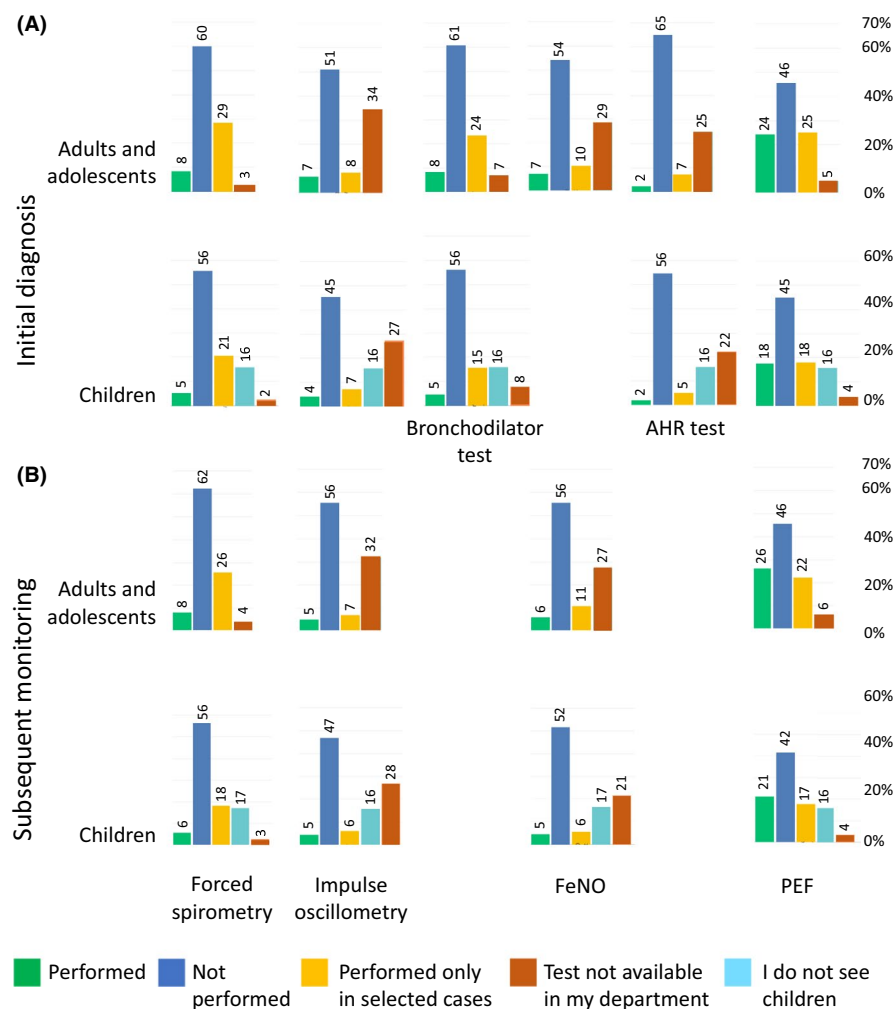 (A)
70%
60%
40%
20%
0%
Initial diagnosis
Adults and
adolescents
8 60 29 3
7 51 8 34
8 61 24 7
7 54 10 29
2 65 7 25
24 46 25 5
60%
40%
20%
0%
Children
5 56 21 16 2
4 45 7 16 27
5 56 15 16 8
2 56 5 16 22
18 45 18 16 4
Bronchodilator
test
AHR test
(B)
70%
60%
40%
20%
0%
Subsequent monitoring
Adults and
adolescents
8 62 26 4
5 56 7 32
6 56 11 27
26 46 22 6
60%
40%
20%
0%
Children
6 56 18 17 3
5 47 6 16 28
5 52 6 17 21
21 42 17 16 4
Forced
spirometry
Impulse
oscillometry
FeNO
PEF
Performed
Not
performed
Performed only
in selected cases
Test not available
in my department
I do not see
children